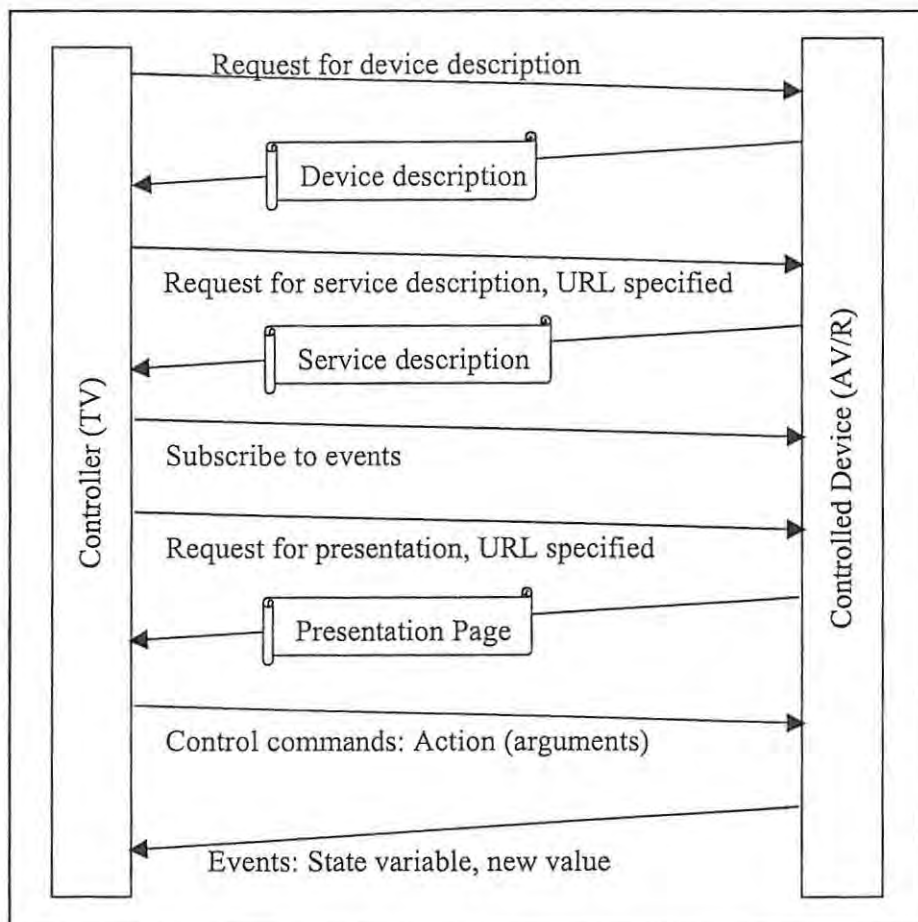 Request for device description
Device description
Request for service description, URL specified
Service description
Subscribe to events
Request for presentation, URL specified
Presentation Page
Control commands: Action (arguments)
Events: State variable, new value
Controller (TV)
Controlled Device (AV/R)